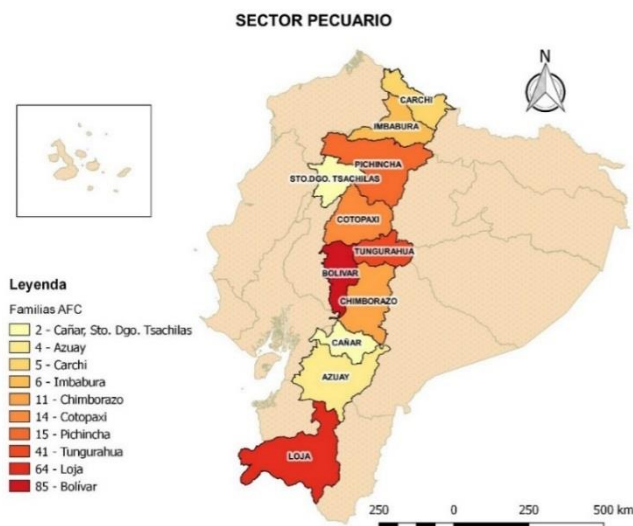 SECTOR PECUARIO
N
CARCHI
IMBABURA
PICHINCHA
STO.DGO. TSACHILAS
COTOPAXI
TUNGURAHUA
BOLIVAR
CHIMBORAZO
CAÑAR
AZUAY
LOJA
Leyenda
Familias AFC
2 - Cañar, Sto. Dgo. Tsachilas
4 - Azuay
5 - Carchi
6 - Imbabura
11 - Chimborazo
14 - Cotopaxi
15 - Pichincha
41 - Tungurahua
64 - Loja
85 - Bolívar
250 0 250 500 km